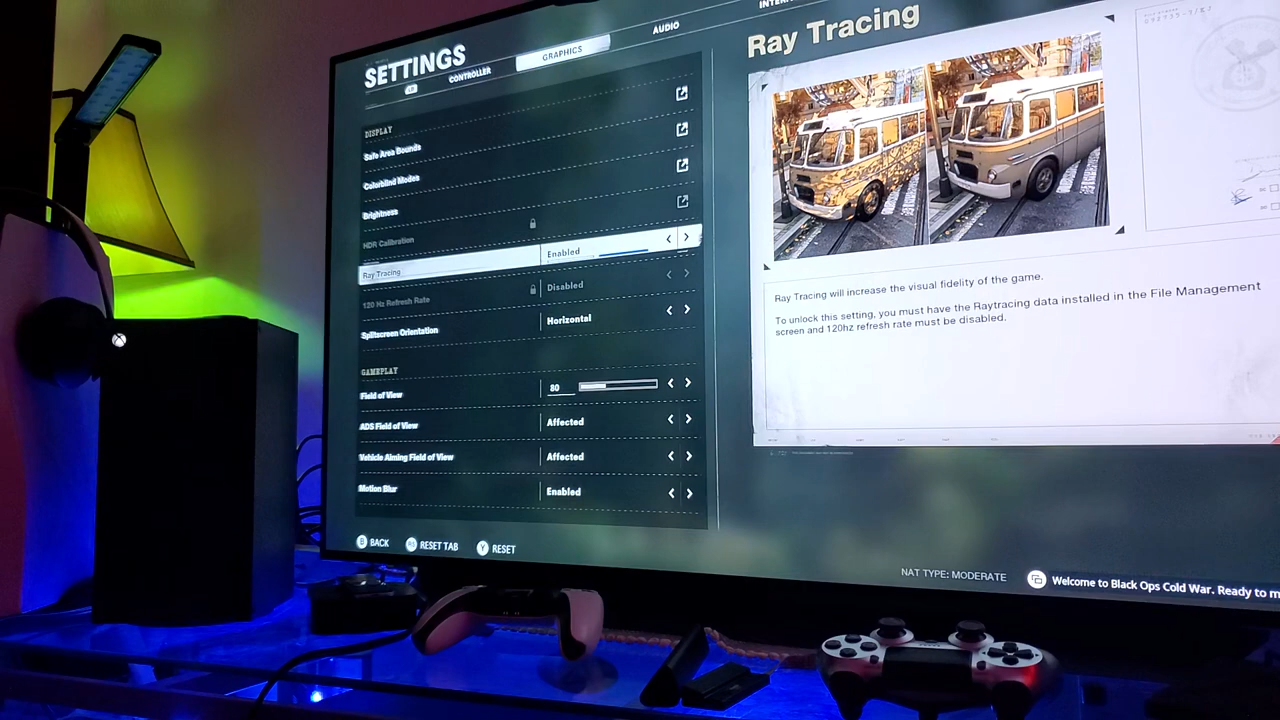 SETTINGS
CONTROLLER
GRAPHICS
AUDIO
DISPLAY
Safe Area Bounds
Colorblind Modes
Brightness
HDR Calibration
Ray Tracing
Enabled
120 Hz Refresh Rate
Disabled
Splitscreen Orientation
Horizontal
GAMEPLAY
Field of View
80
ADS Field of View
Affected
Vehicle Aiming Field of View
Affected
Motion Blur
Enabled
B BACK
RESET TAB
Y RESET
Ray Tracing
Ray Tracing will increase the visual fidelity of the game.
To unlock this setting, you must have the Raytracing data installed in the File Management
screen and 120hz refresh rate must be disabled.
NAT TYPE: MODERATE
Welcome to Black Ops Cold War. Ready to